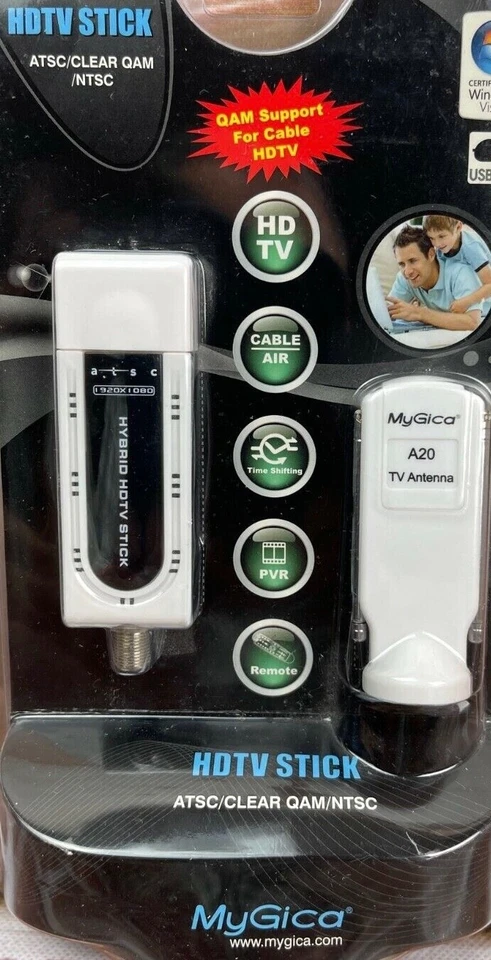 HDTV STICK
ATSC/CLEAR QAM
/NTSC
QAM Support
For Cable
HDTV
USB
HD
TV
CABLE
AIR
Time Shifting
PVR
Remote
atsc
1920X1080
HYBRID HDTV STICK
MyGica®
A20
TV Antenna
HDTV STICK
ATSC/CLEAR QAM/NTSC
MyGica®
www.mygica.com